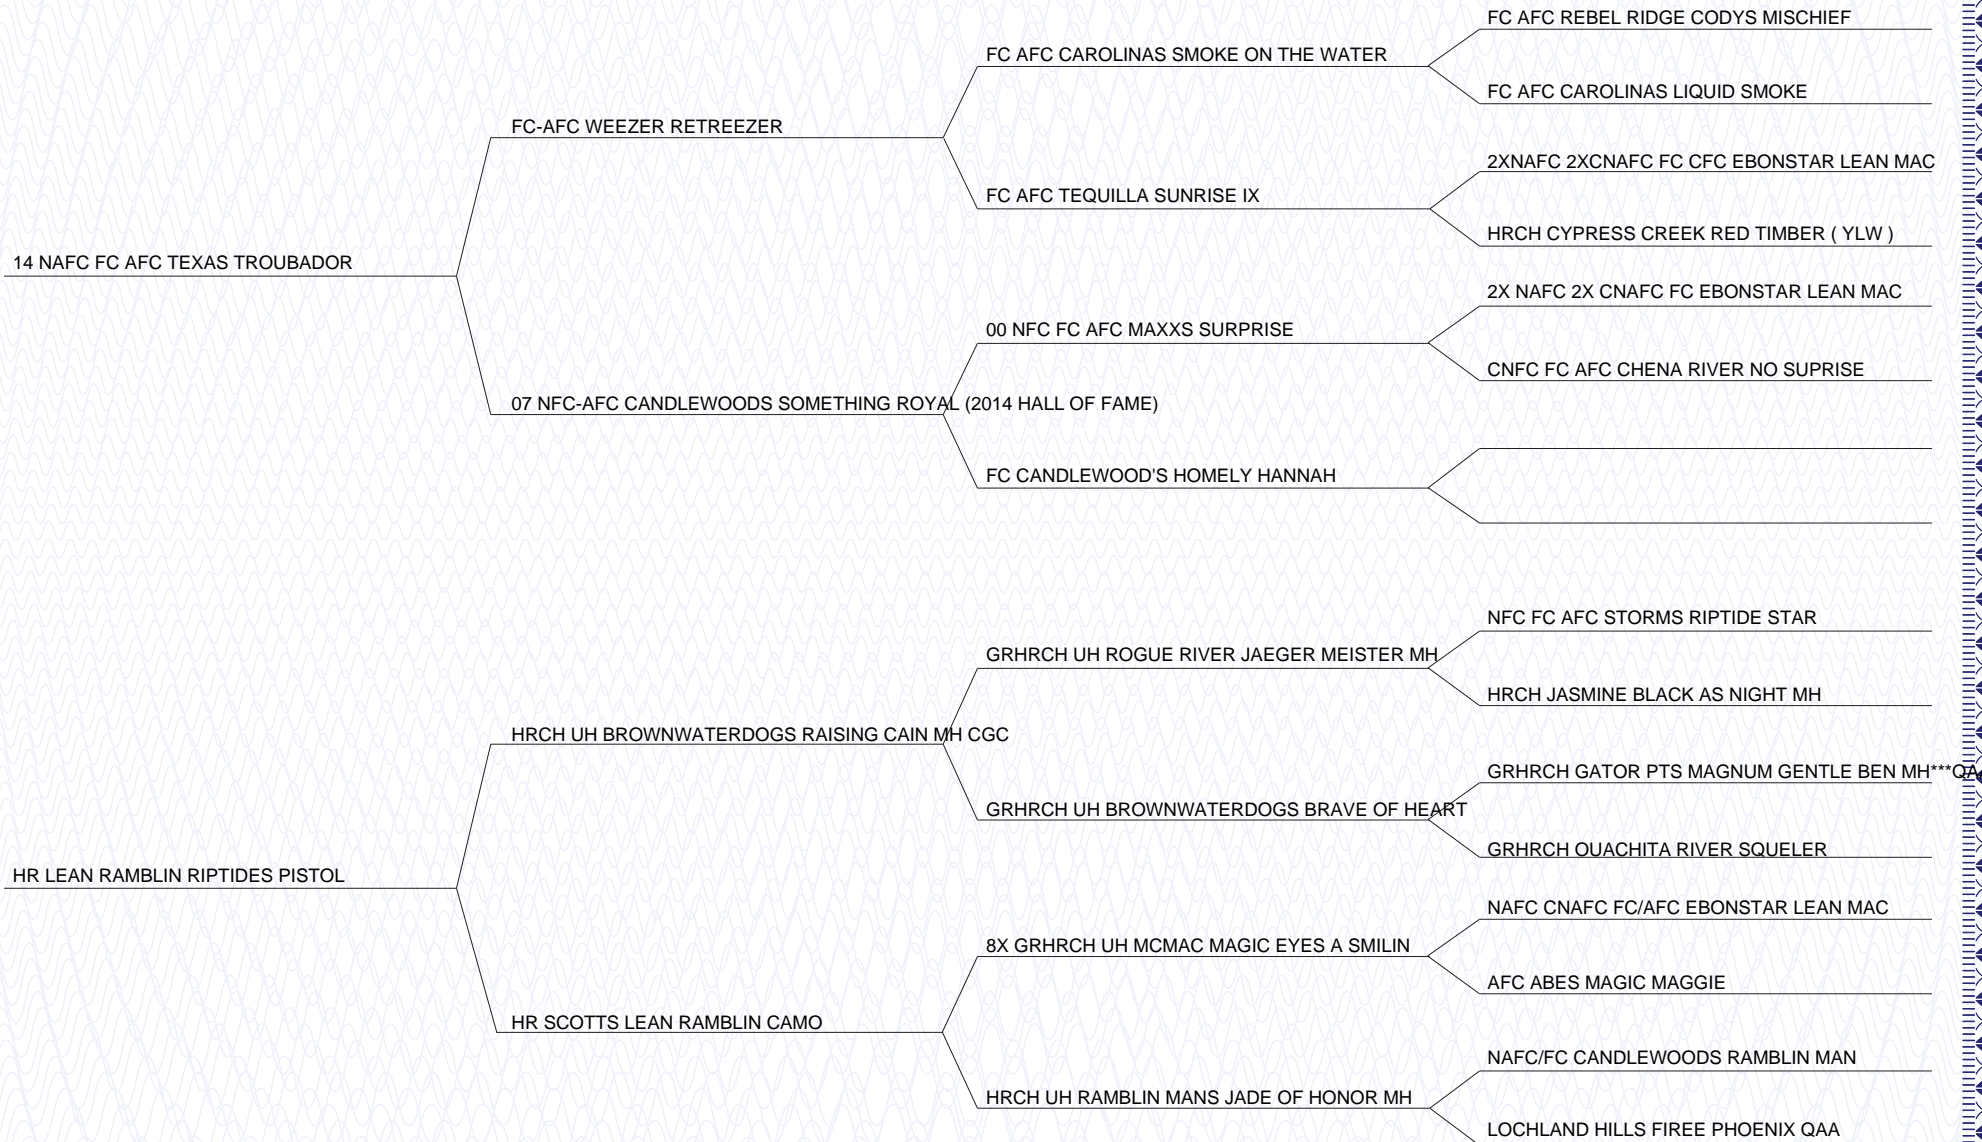 FC AFC REBEL RIDGE CODYS MISCHIEF
FC AFC CAROLINAS SMOKE ON THE WATER
FC AFC CAROLINAS LIQUID SMOKE
FC-AFC WEEZER RETREEZER
2XNAFC 2XCNAFC FC CFC EBONSTAR LEAN MAC
FC AFC TEQUILLA SUNRISE IX
HRCH CYPRESS CREEK RED TIMBER ( YLW )
14 NAFC FC AFC TEXAS TROUBADOR
2X NAFC 2X CNAFC FC EBONSTAR LEAN MAC
00 NFC FC AFC MAXXS SURPRISE
CNFC FC AFC CHENA RIVER NO SUPRISE
07 NFC-AFC CANDLEWOODS SOMETHING ROYAL (2014 HALL OF FAME)
FC CANDLEWOOD'S HOMELY HANNAH
NFC FC AFC STORMS RIPTIDE STAR
GRHRCH UH ROGUE RIVER JAEGER MEISTER MH
HRCH JASMINE BLACK AS NIGHT MH
HRCH UH BROWNWATERDOGS RAISING CAIN MH CGC
GRHRCH GATOR PTS MAGNUM GENTLE BEN MH***QA
GRHRCH UH BROWNWATERDOGS BRAVE OF HEART
GRHRCH OUACHITA RIVER SQUELER
HR LEAN RAMBLIN RIPTIDES PISTOL
NAFC CNAFC FC/AFC EBONSTAR LEAN MAC
8X GRHRCH UH MCMAC MAGIC EYES A SMILIN
AFC ABES MAGIC MAGGIE
HR SCOTTS LEAN RAMBLIN CAMO
NAFC/FC CANDLEWOODS RAMBLIN MAN
HRCH UH RAMBLIN MANS JADE OF HONOR MH
LOCHLAND HILLS FIREE PHOENIX QAA